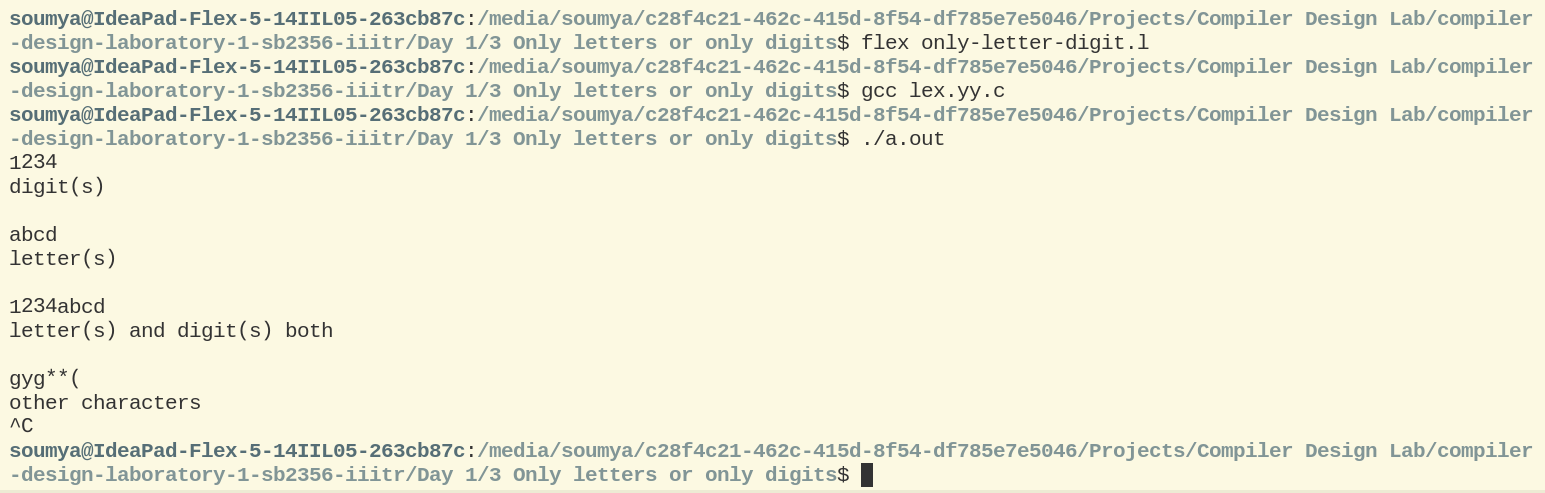 soumya@IdeaPad-Flex-5-14IIL05-263cb87c:/media/soumya/c28f4c21-462c-415d-8f54-df785e7e5046/Projects/Compiler Design Lab/compiler
-design-laboratory-1-sb2356-iiitr/Day 1/3 Only letters or only digits$ flex only-letter-digit.l
soumya@IdeaPad-Flex-5-14IIL05-263cb87c:/media/soumya/c28f4c21-462c-415d-8f54-df785e7e5046/Projects/Compiler Design Lab/compiler
-design-laboratory-1-sb2356-iiitr/Day 1/3 Only letters or only digits$ gcc lex.yy.c
soumya@IdeaPad-Flex-5-14IIL05-263cb87c:/media/soumya/c28f4c21-462c-415d-8f54-df785e7e5046/Projects/Compiler Design Lab/compiler
-design-laboratory-1-sb2356-iiitr/Day 1/3 Only letters or only digits$ ./a.out
1234
digit(s)
abcd
letter(s)
1234abcd
letter(s) and digit(s) both
gyg**(
other characters
^C
soumya@IdeaPad-Flex-5-14IIL05-263cb87c:/media/soumya/c28f4c21-462c-415d-8f54-df785e7e5046/Projects/Compiler Design Lab/compiler
-design-laboratory-1-sb2356-iiitr/Day 1/3 Only letters or only digits$